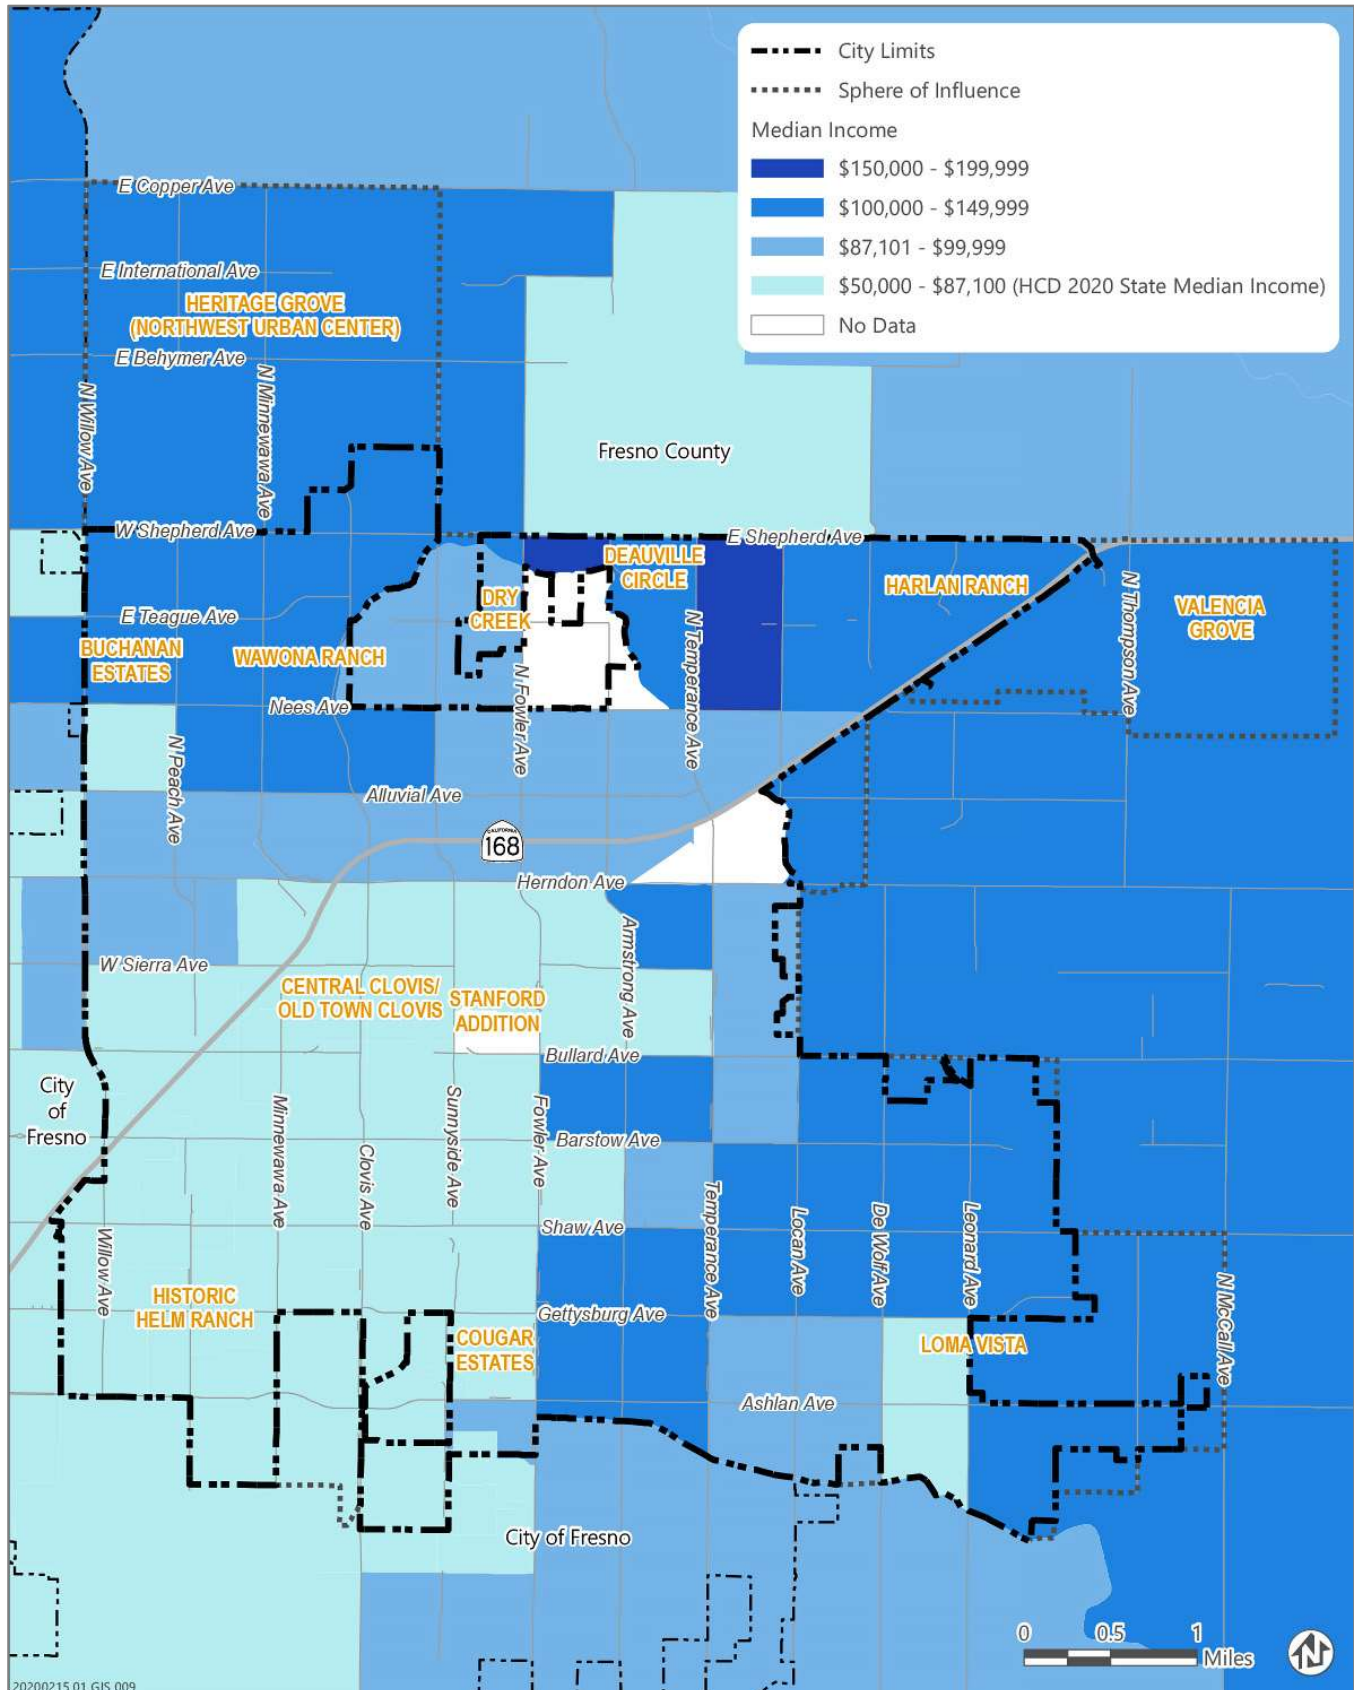 City Limits
Sphere of Influence
Median Income
$150,000 - $199,999
$100,000 - $149,999
$87,101 - $99,999
$50,000 - $87,100 (HCD 2020 State Median Income)
No Data
E Copper Ave
E International Ave
HERITAGE GROVE
(NORTHWEST URBAN CENTER)
E Behymer Ave
N Willow Ave
N Minnewawa Ave
Fresno County
W Shepherd Ave
E Shepherd Ave
DEAUVILLE
CIRCLE
HARLAN RANCH
DRY
CREEK
N Thompson Ave
VALENCIA
GROVE
E Teague Ave
BUCHANAN
ESTATES
WAWONA RANCH
N Temperance Ave
N Fowler Ave
Nees Ave
N Peach Ave
Alluvial Ave
CALIFORNIA
168
Herndon Ave
Armstrong Ave
W Sierra Ave
CENTRAL CLOVIS/
OLD TOWN CLOVIS
STANFORD
ADDITION
Bullard Ave
City
of
Fresno
Minnewawa Ave
Clovis Ave
Sunnyside Ave
Fowler Ave
Barstow Ave
Temperance Ave
Locan Ave
De Wolf Ave
Leonard Ave
Shaw Ave
Willow Ave
HISTORIC
HELM RANCH
Gettysburg Ave
COUGAR
ESTATES
LOMA VISTA
N McCall Ave
Ashlan Ave
City of Fresno
0 0.5 1
Miles
N
20200215.01 GIS 009